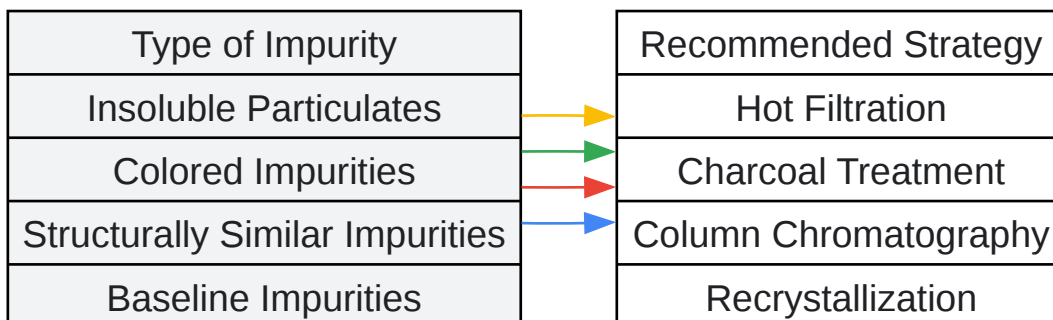 Type of Impurity
Recommended Strategy
Insoluble Particulates
Hot Filtration
Colored Impurities
Charcoal Treatment
Structurally Similar Impurities
Column Chromatography
Baseline Impurities
Recrystallization